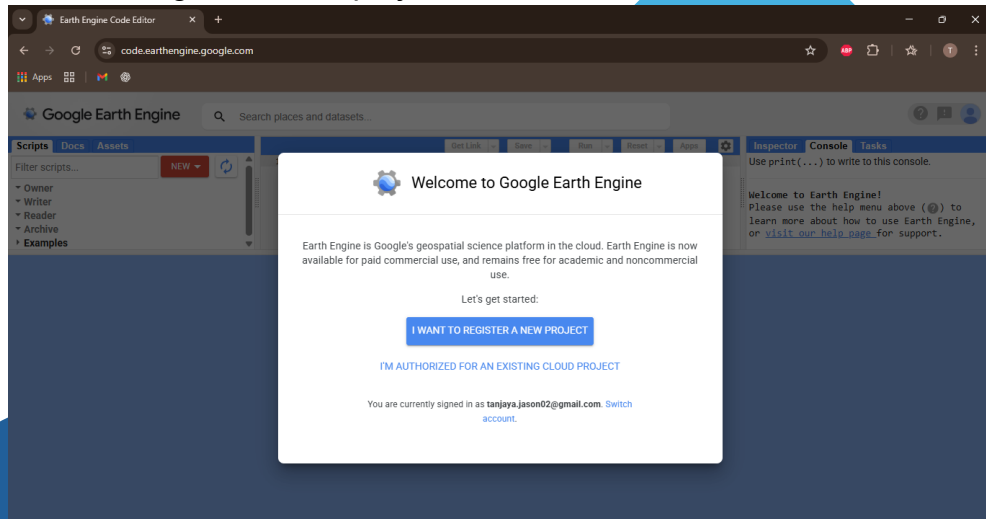 Earth Engine Code Editor
code.earthengine.google.com
ABP
T
Apps
Google Earth Engine
Search places and datasets...
Scripts Docs Assets
Get Link Save Run Reset Apps
Inspector Console Tasks
Filter scripts...
NEW
Owner
Writer
Reader
Archive
Examples
Use print(...) to write to this console.
Welcome to Earth Engine!
Please use the help menu above (?) to
learn more about how to use Earth Engine,
or visit our help page for support.
Welcome to Google Earth Engine
Earth Engine is Google's geospatial science platform in the cloud. Earth Engine is now
available for paid commercial use, and remains free for academic and noncommercial
use.
Let's get started:
I WANT TO REGISTER A NEW PROJECT
I'M AUTHORIZED FOR AN EXISTING CLOUD PROJECT
You are currently signed in as tanjaya.jason02@gmail.com. Switch
account.